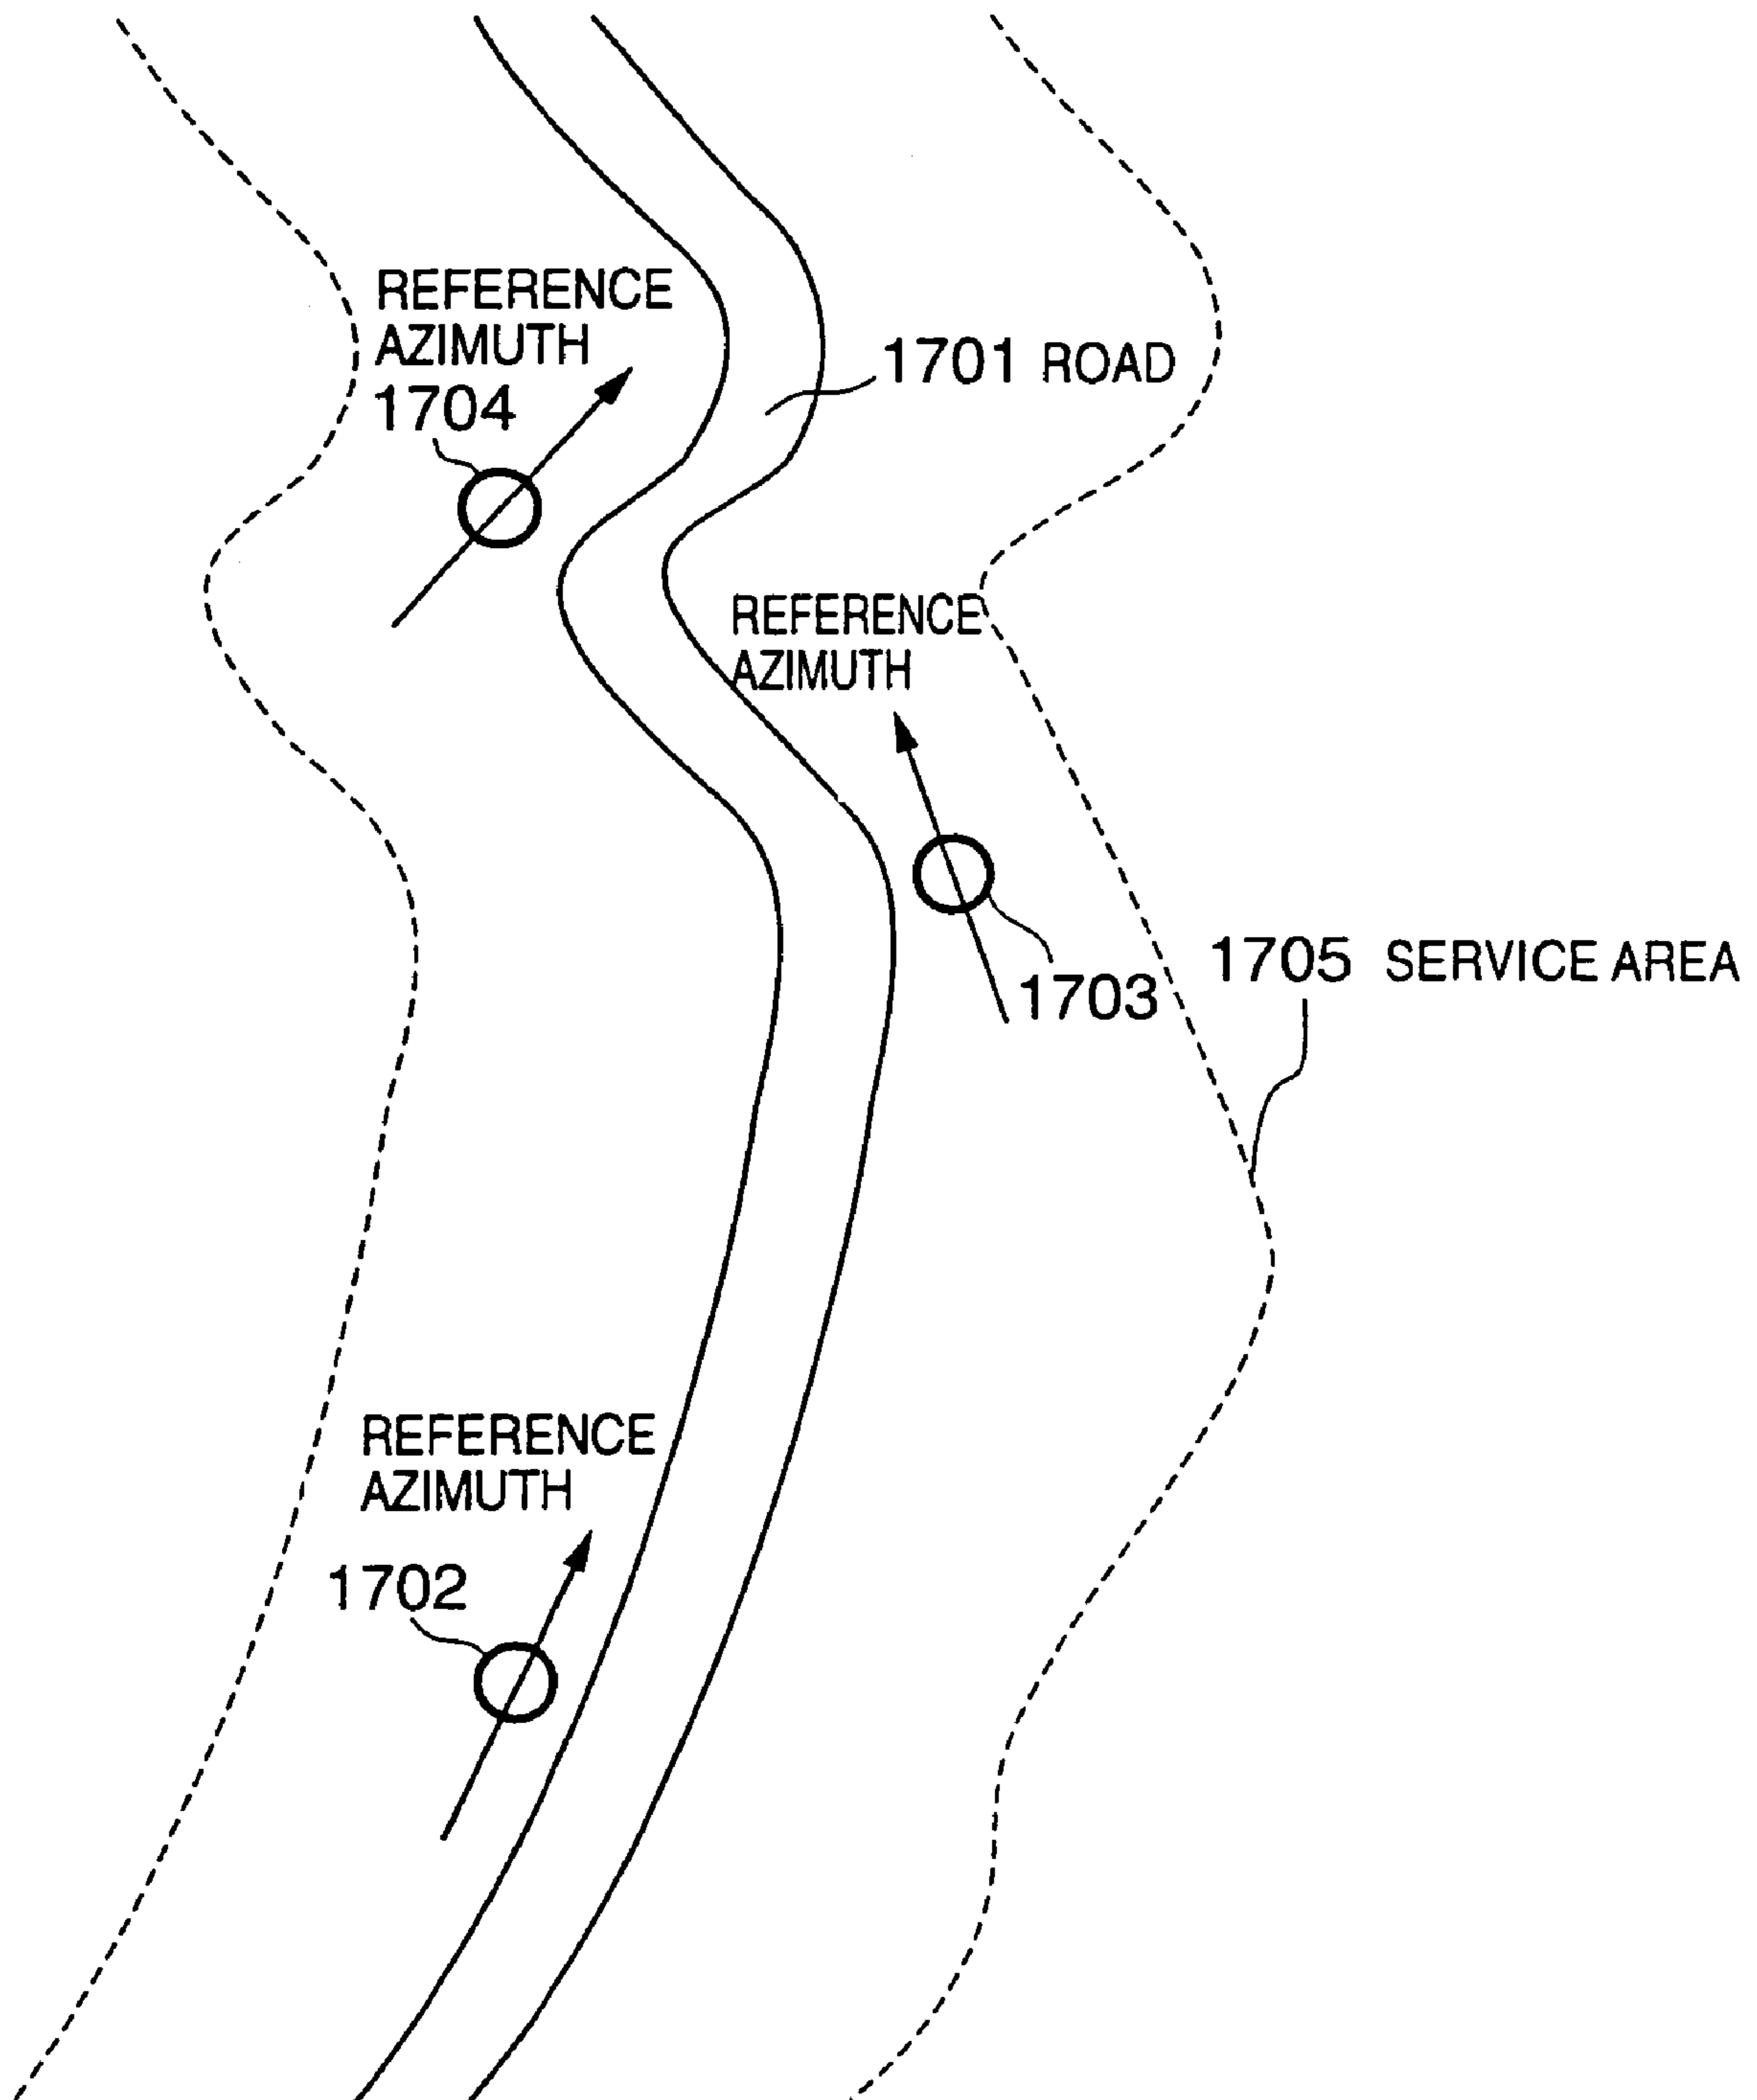 REFERENCE
AZIMUTH
1704
1701 ROAD
REFERENCE
AZIMUTH
1703
1705 SERVICE AREA
REFERENCE
AZIMUTH
1702